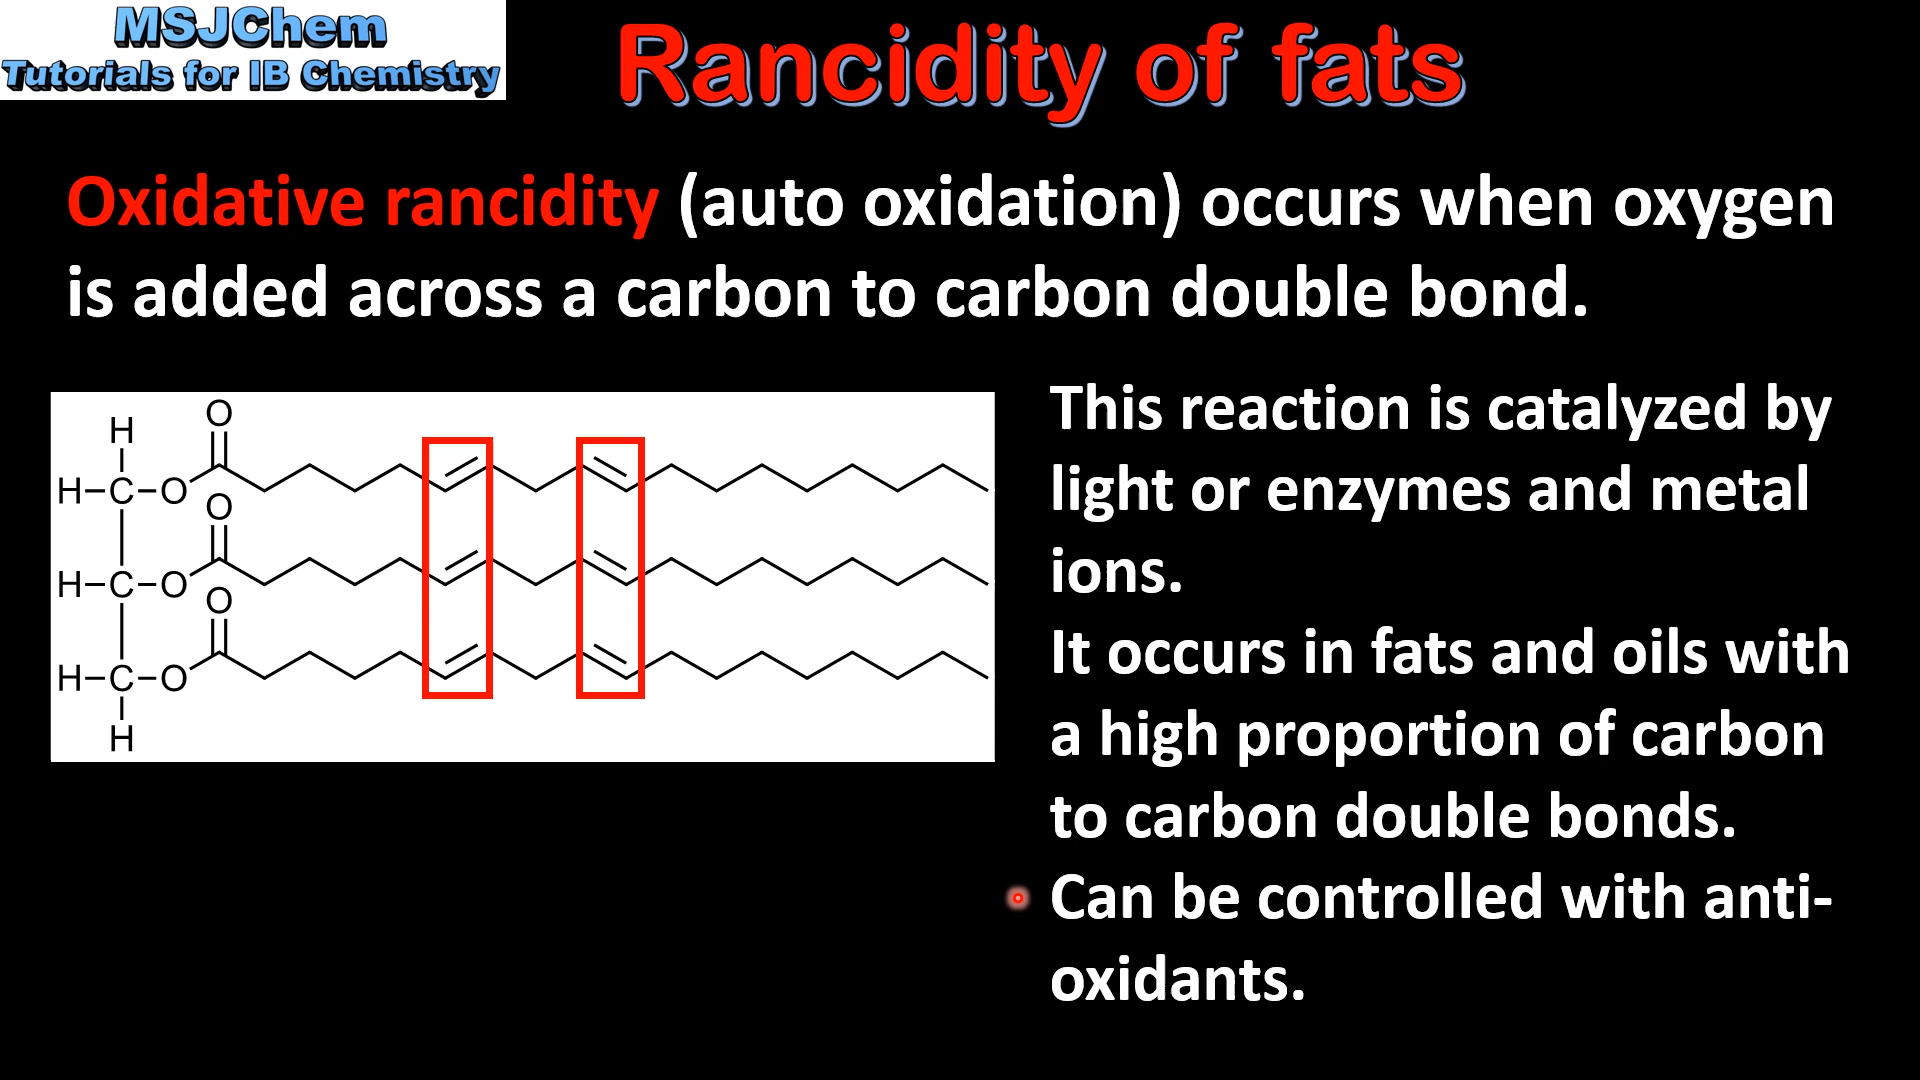 MSJChem
Tutorials for IB Chemistry
Rancidity of fats
Oxidative rancidity (auto oxidation) occurs when oxygen
is added across a carbon to carbon double bond.
H O
H-C-O
O
H-C-O
O
H-C-O
H
This reaction is catalyzed by
light or enzymes and metal
ions.
It occurs in fats and oils with
a high proportion of carbon
to carbon double bonds.
Can be controlled with anti-
oxidants.